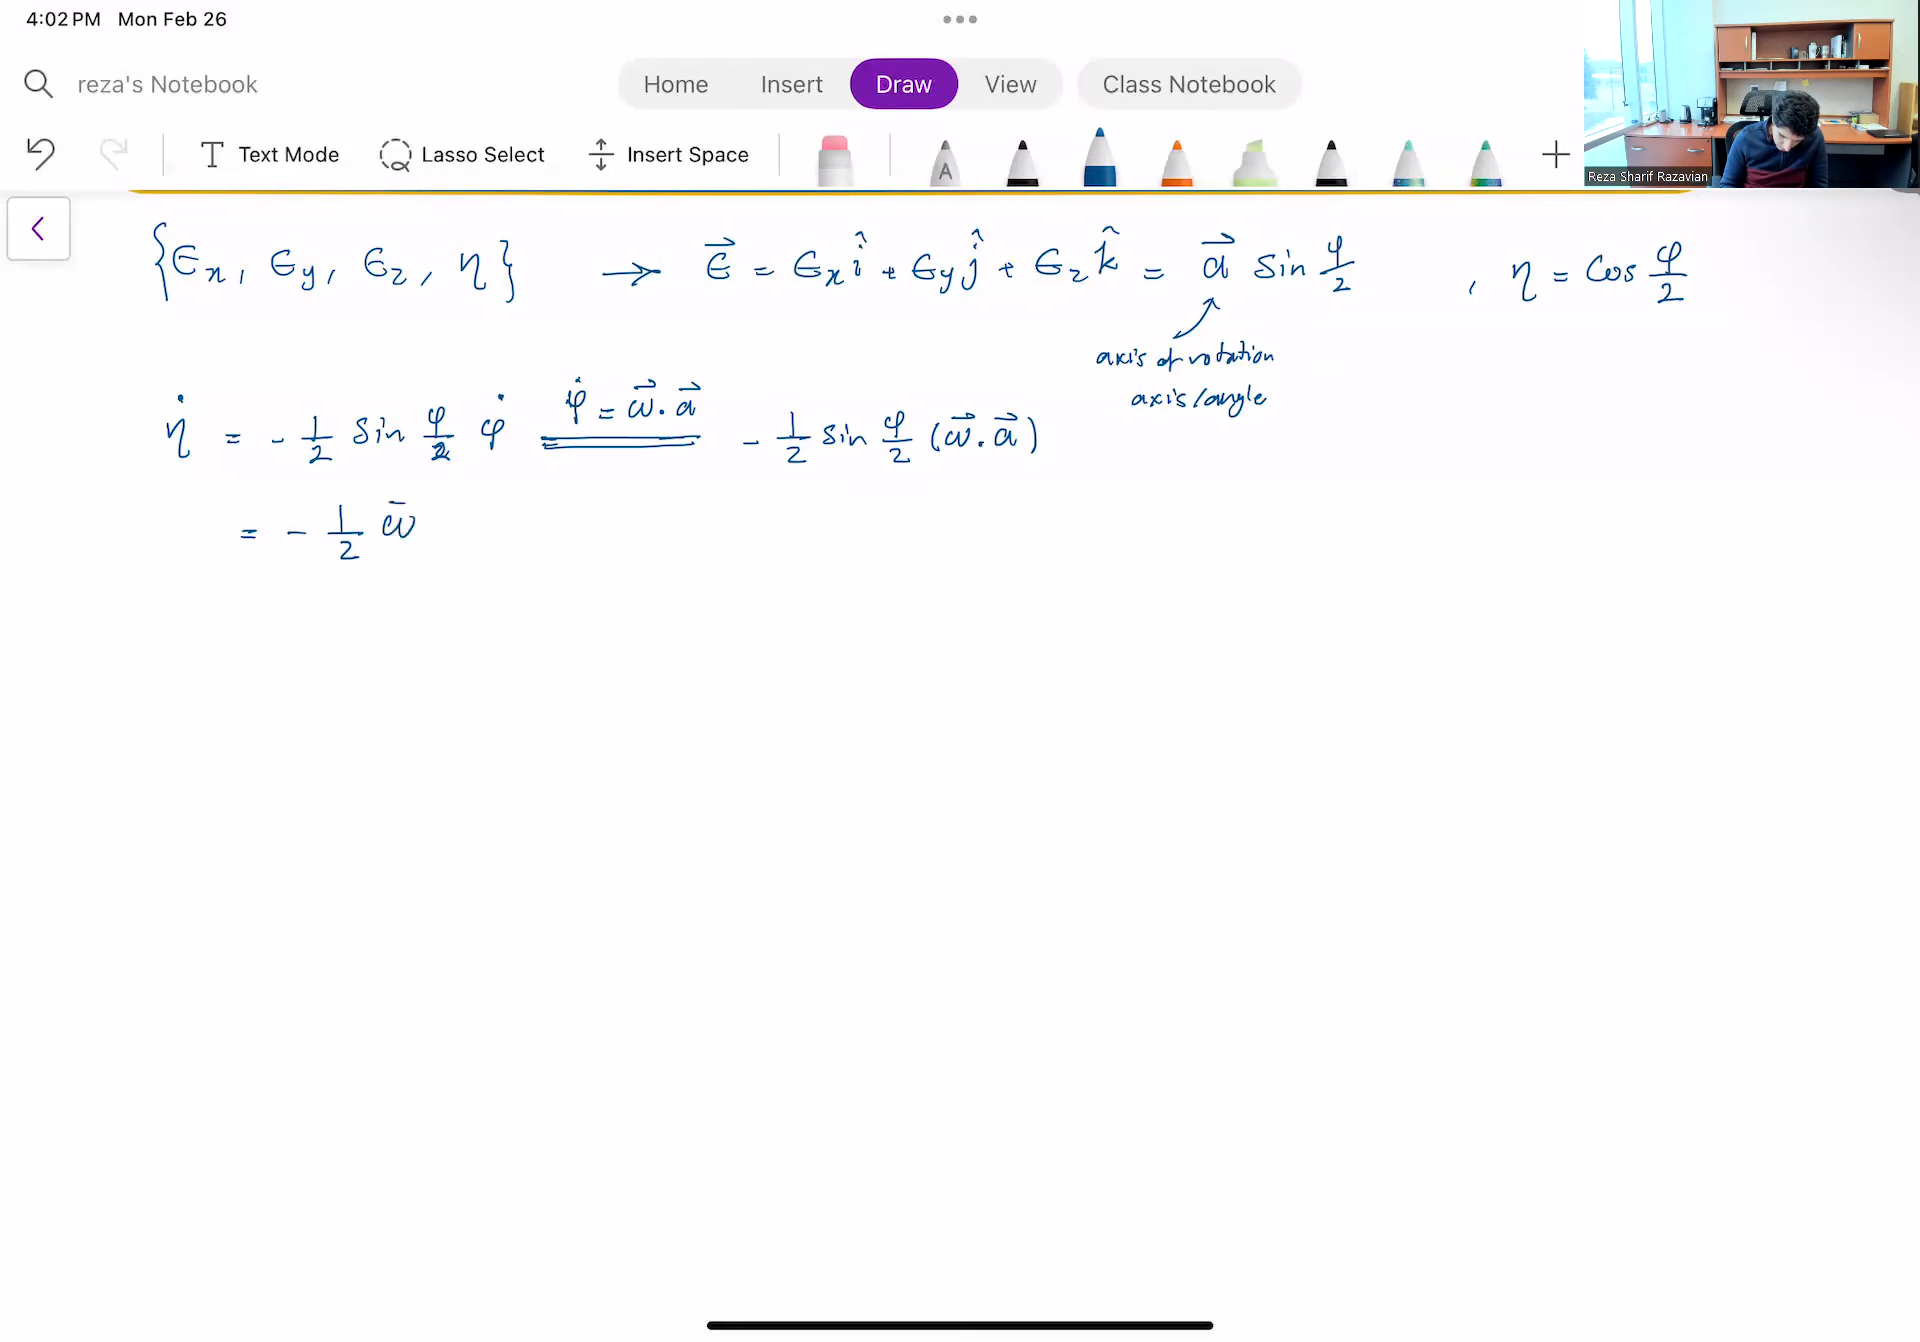 4:02 PM Mon Feb 26
reza's Notebook
Home Insert Draw View Class Notebook
T Text Mode Lasso Select Insert Space A
Reza Sharif Razavian
{ϵx, ϵy, ϵz, η} → ϵ⃗ = ϵx î + ϵy ĵ + ϵz k̂ = a⃗ sin φ/2 , η = cos φ/2
axis of rotation
axis/angle
η̇ = - 1/2 sin φ/2 φ̇ φ̇ = ω⃗ . a⃗ = - 1/2 sin φ/2 (ω⃗ . a⃗)
= - 1/2 ω̄